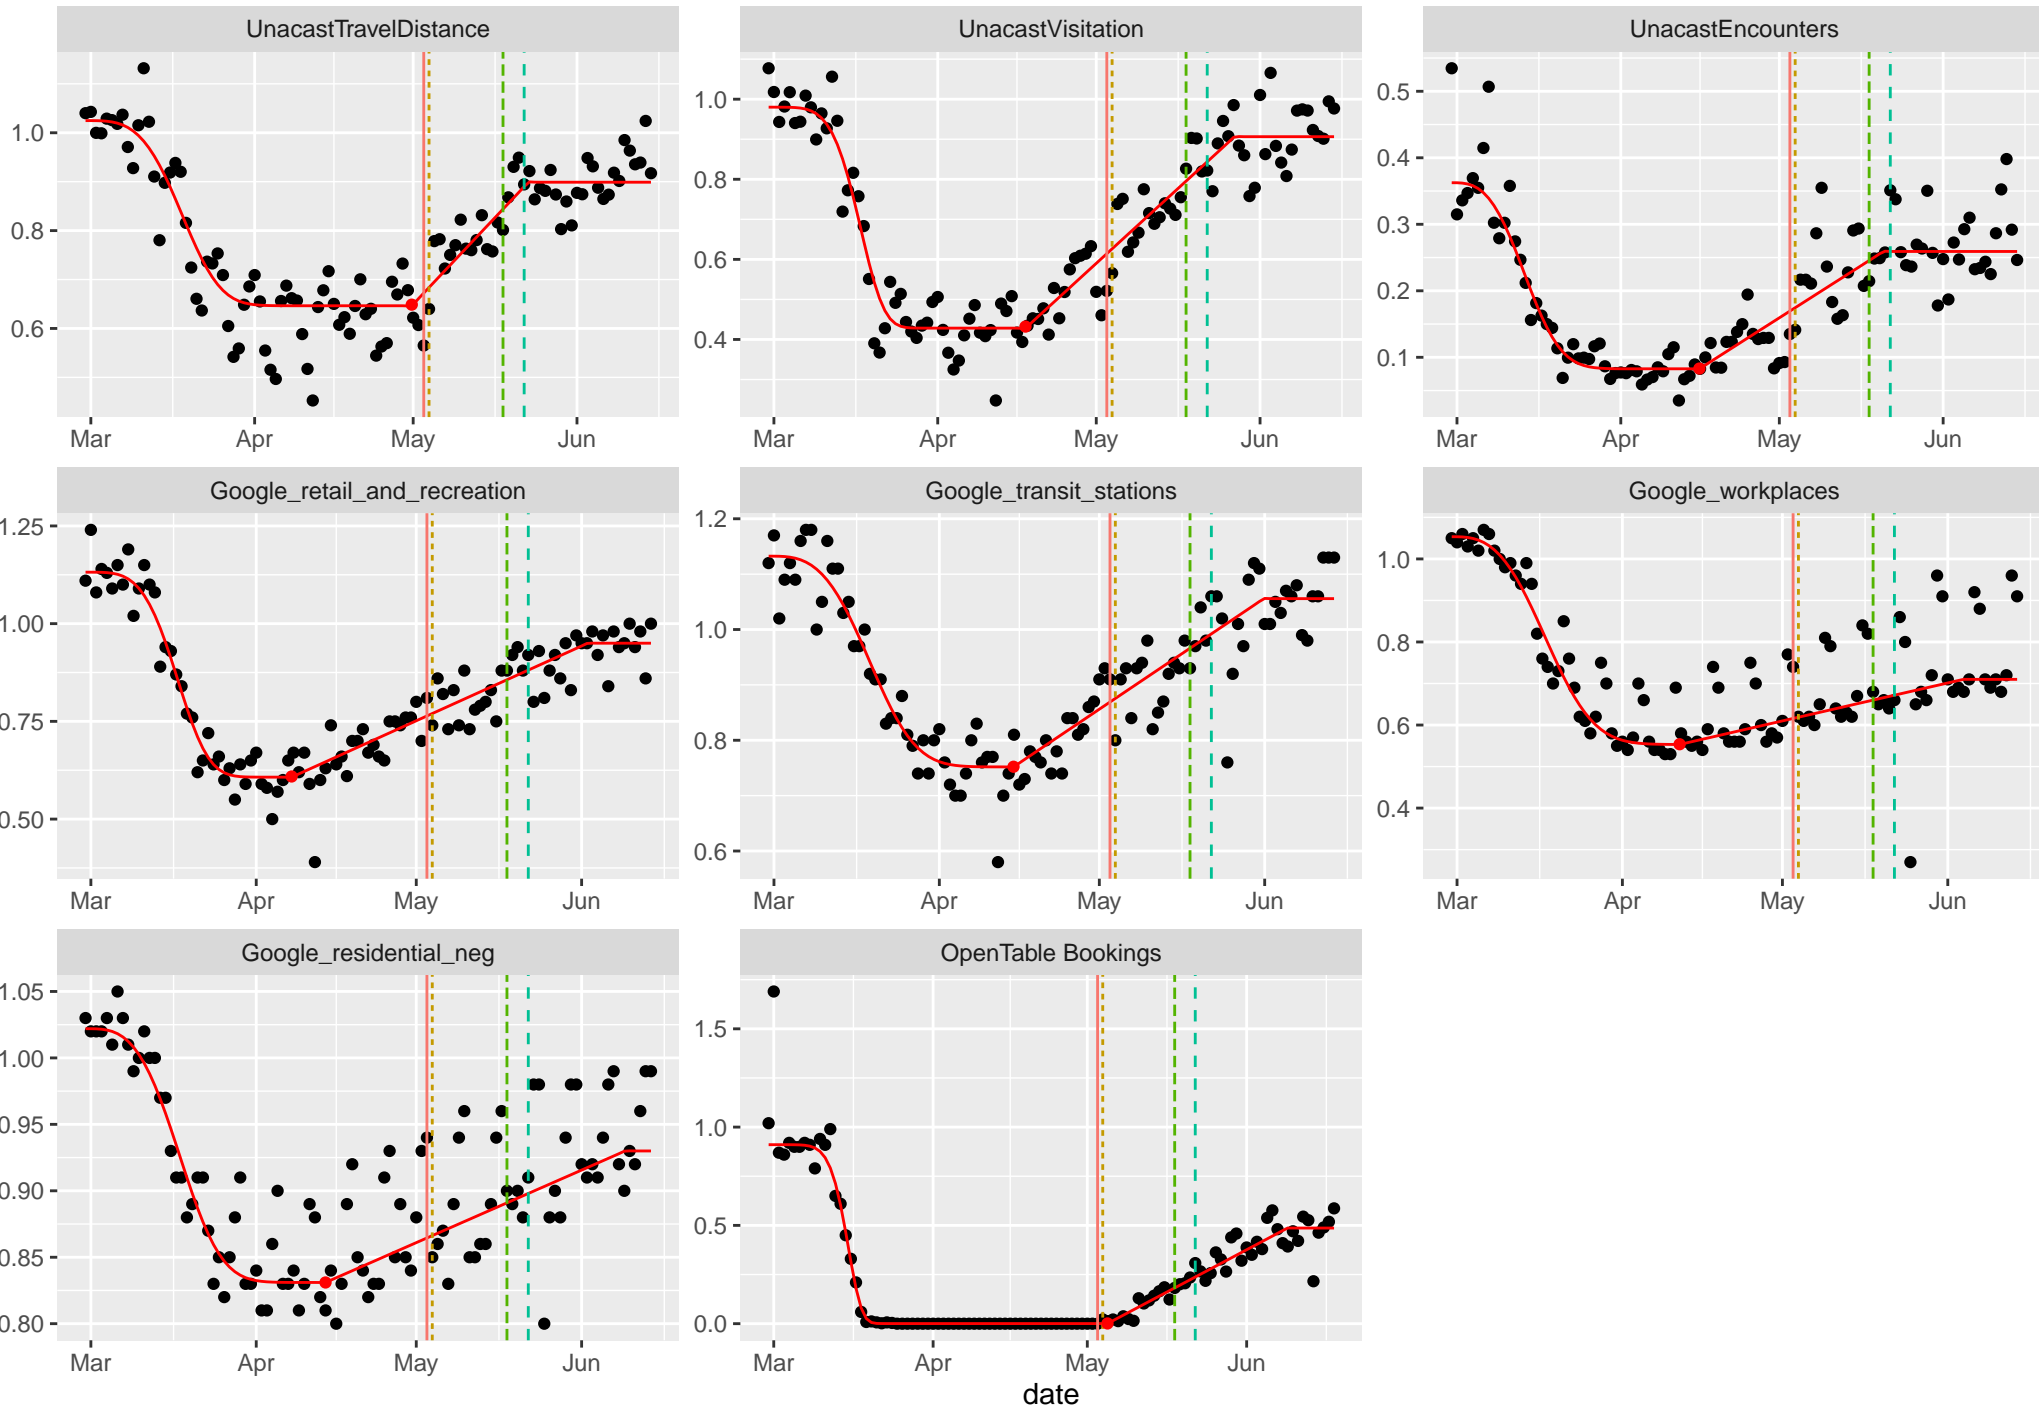 UnacastTravelDistance
UnacastVisitation
UnacastEncounters
1.0
0.8
0.6
Mar Apr May Jun
1.0
0.8
0.6
0.4
Mar Apr May Jun
0.5
0.4
0.3
0.2
0.1
Mar Apr May Jun
Google_retail_and_recreation
Google_transit_stations
Google_workplaces
1.25
1.00
0.75
0.50
Mar Apr May Jun
1.2
1.0
0.8
0.6
Mar Apr May Jun
1.0
0.8
0.6
0.4
Mar Apr May Jun
Google_residential_neg
OpenTable Bookings
1.05
1.00
0.95
0.90
0.85
0.80
Mar Apr May Jun
1.5
1.0
0.5
0.0
Mar Apr May Jun
date